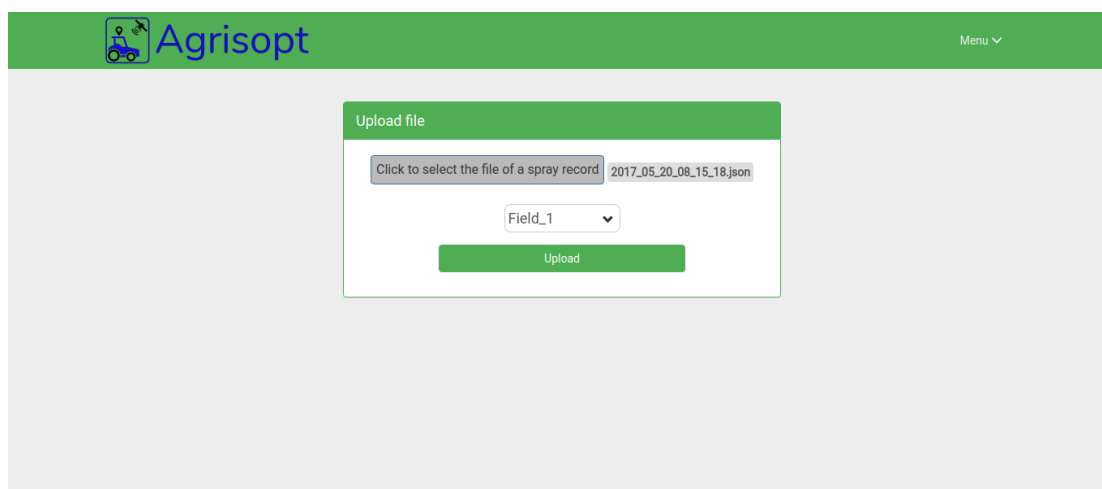 Agrisopt
Menu
Upload file
Click to select the file of a spray record 2017_05_20_08_15_18.json
Field_1
Upload